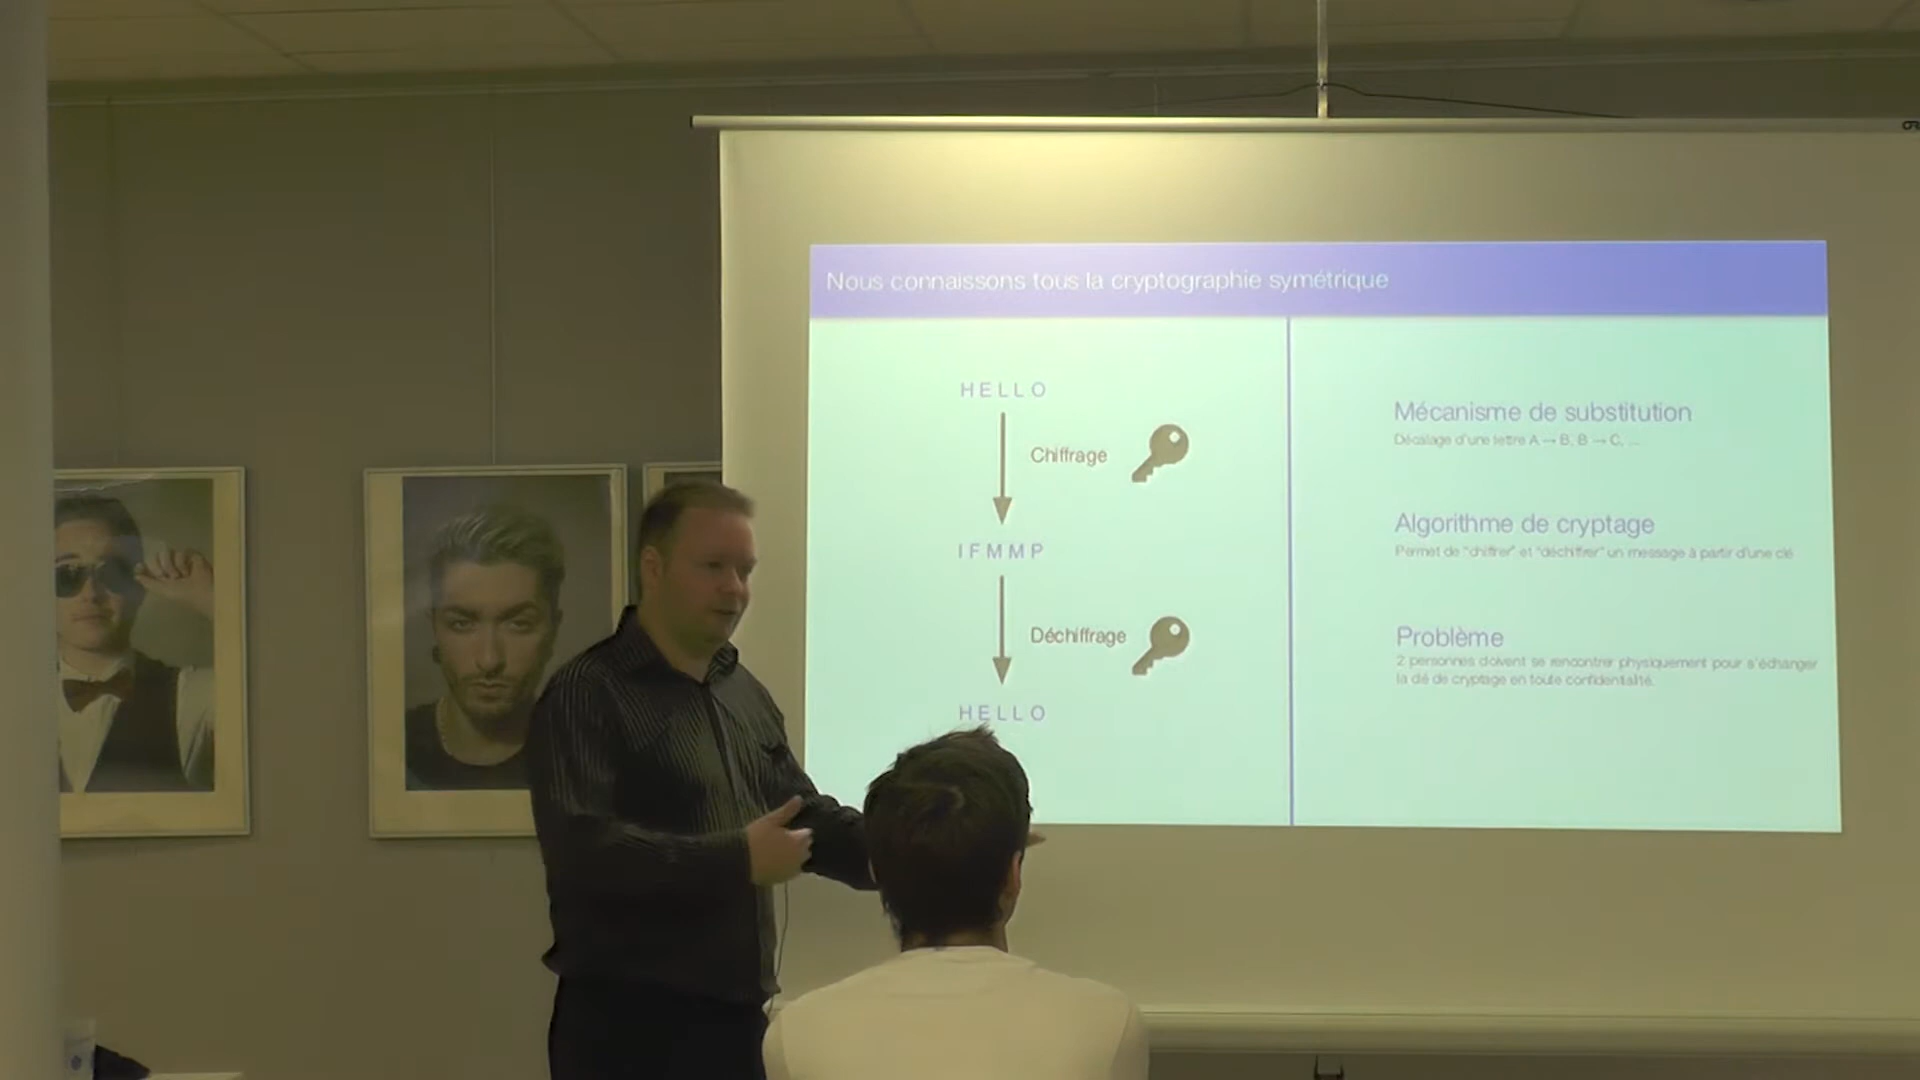 Nous connaissons tous la cryptographie symétrique
HELLO
Chiffrage
IFMMP
Déchiffrage
HELLO
Mécanisme de substitution
Décalage d'une lettre A → B, B → C, ...
Algorithme de cryptage
Permet de "chiffrer" et "déchiffrer" un message à partir d'une clé
Problème
2 personnes doivent se rencontrer physiquement pour s'échanger
la clé de cryptage en toute confidentialité.